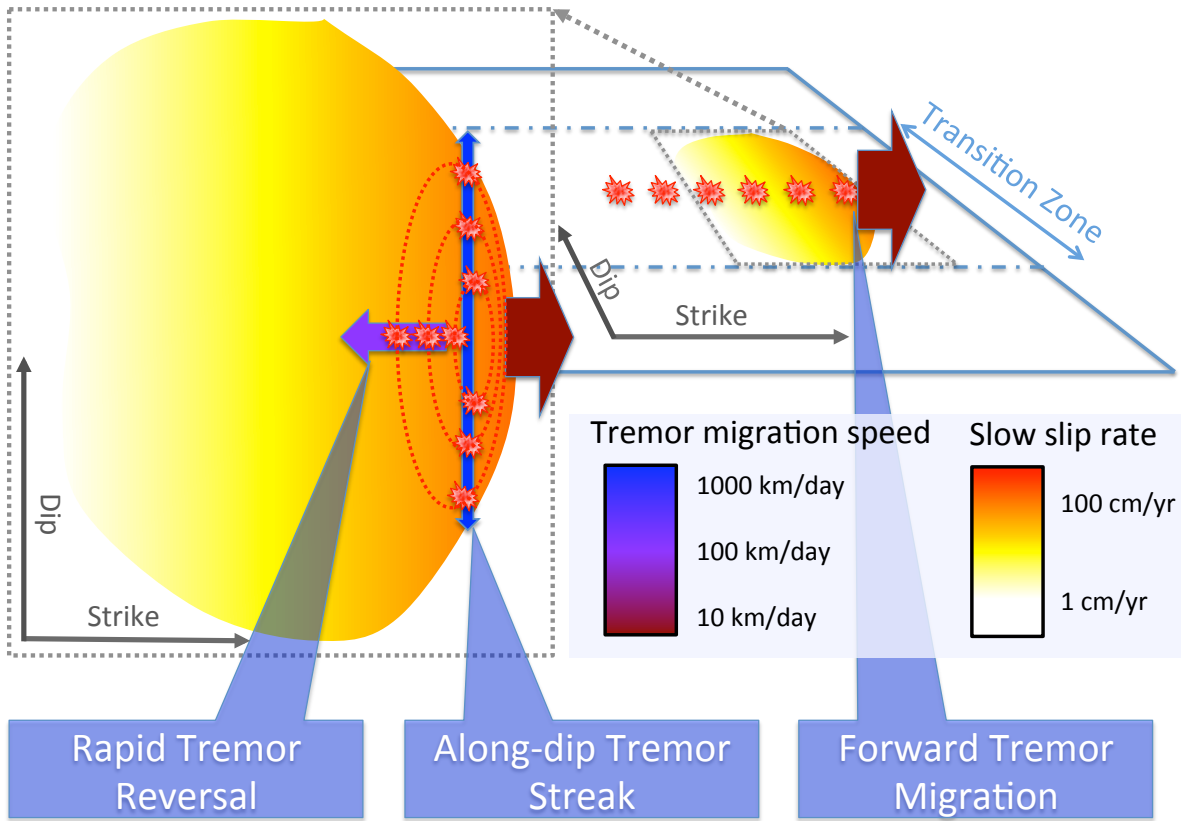 Transition Zone
Dip
Strike
Dip
Strike
Tremor migration speed
1000 km/day
100 km/day
10 km/day
Slow slip rate
100 cm/yr
1 cm/yr
Rapid Tremor
Reversal
Along-dip Tremor
Streak
Forward Tremor
Migration